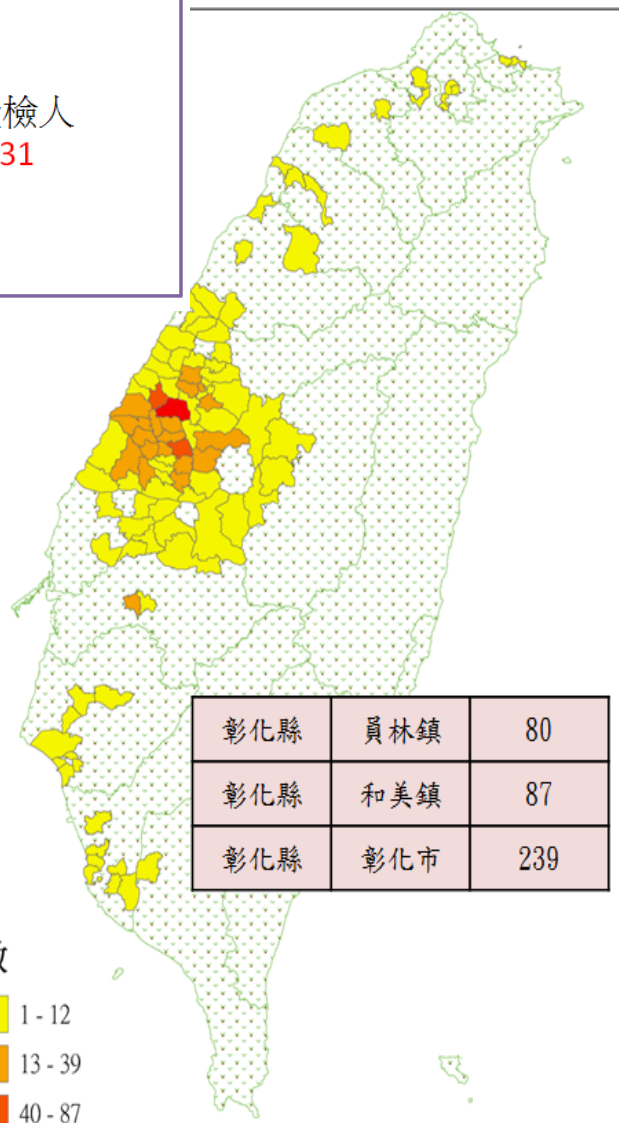 檢人
31
彰化縣 員林鎮 80
彰化縣 和美鎮 87
彰化縣 彰化市 239
1 - 12
13 - 39
40 - 87